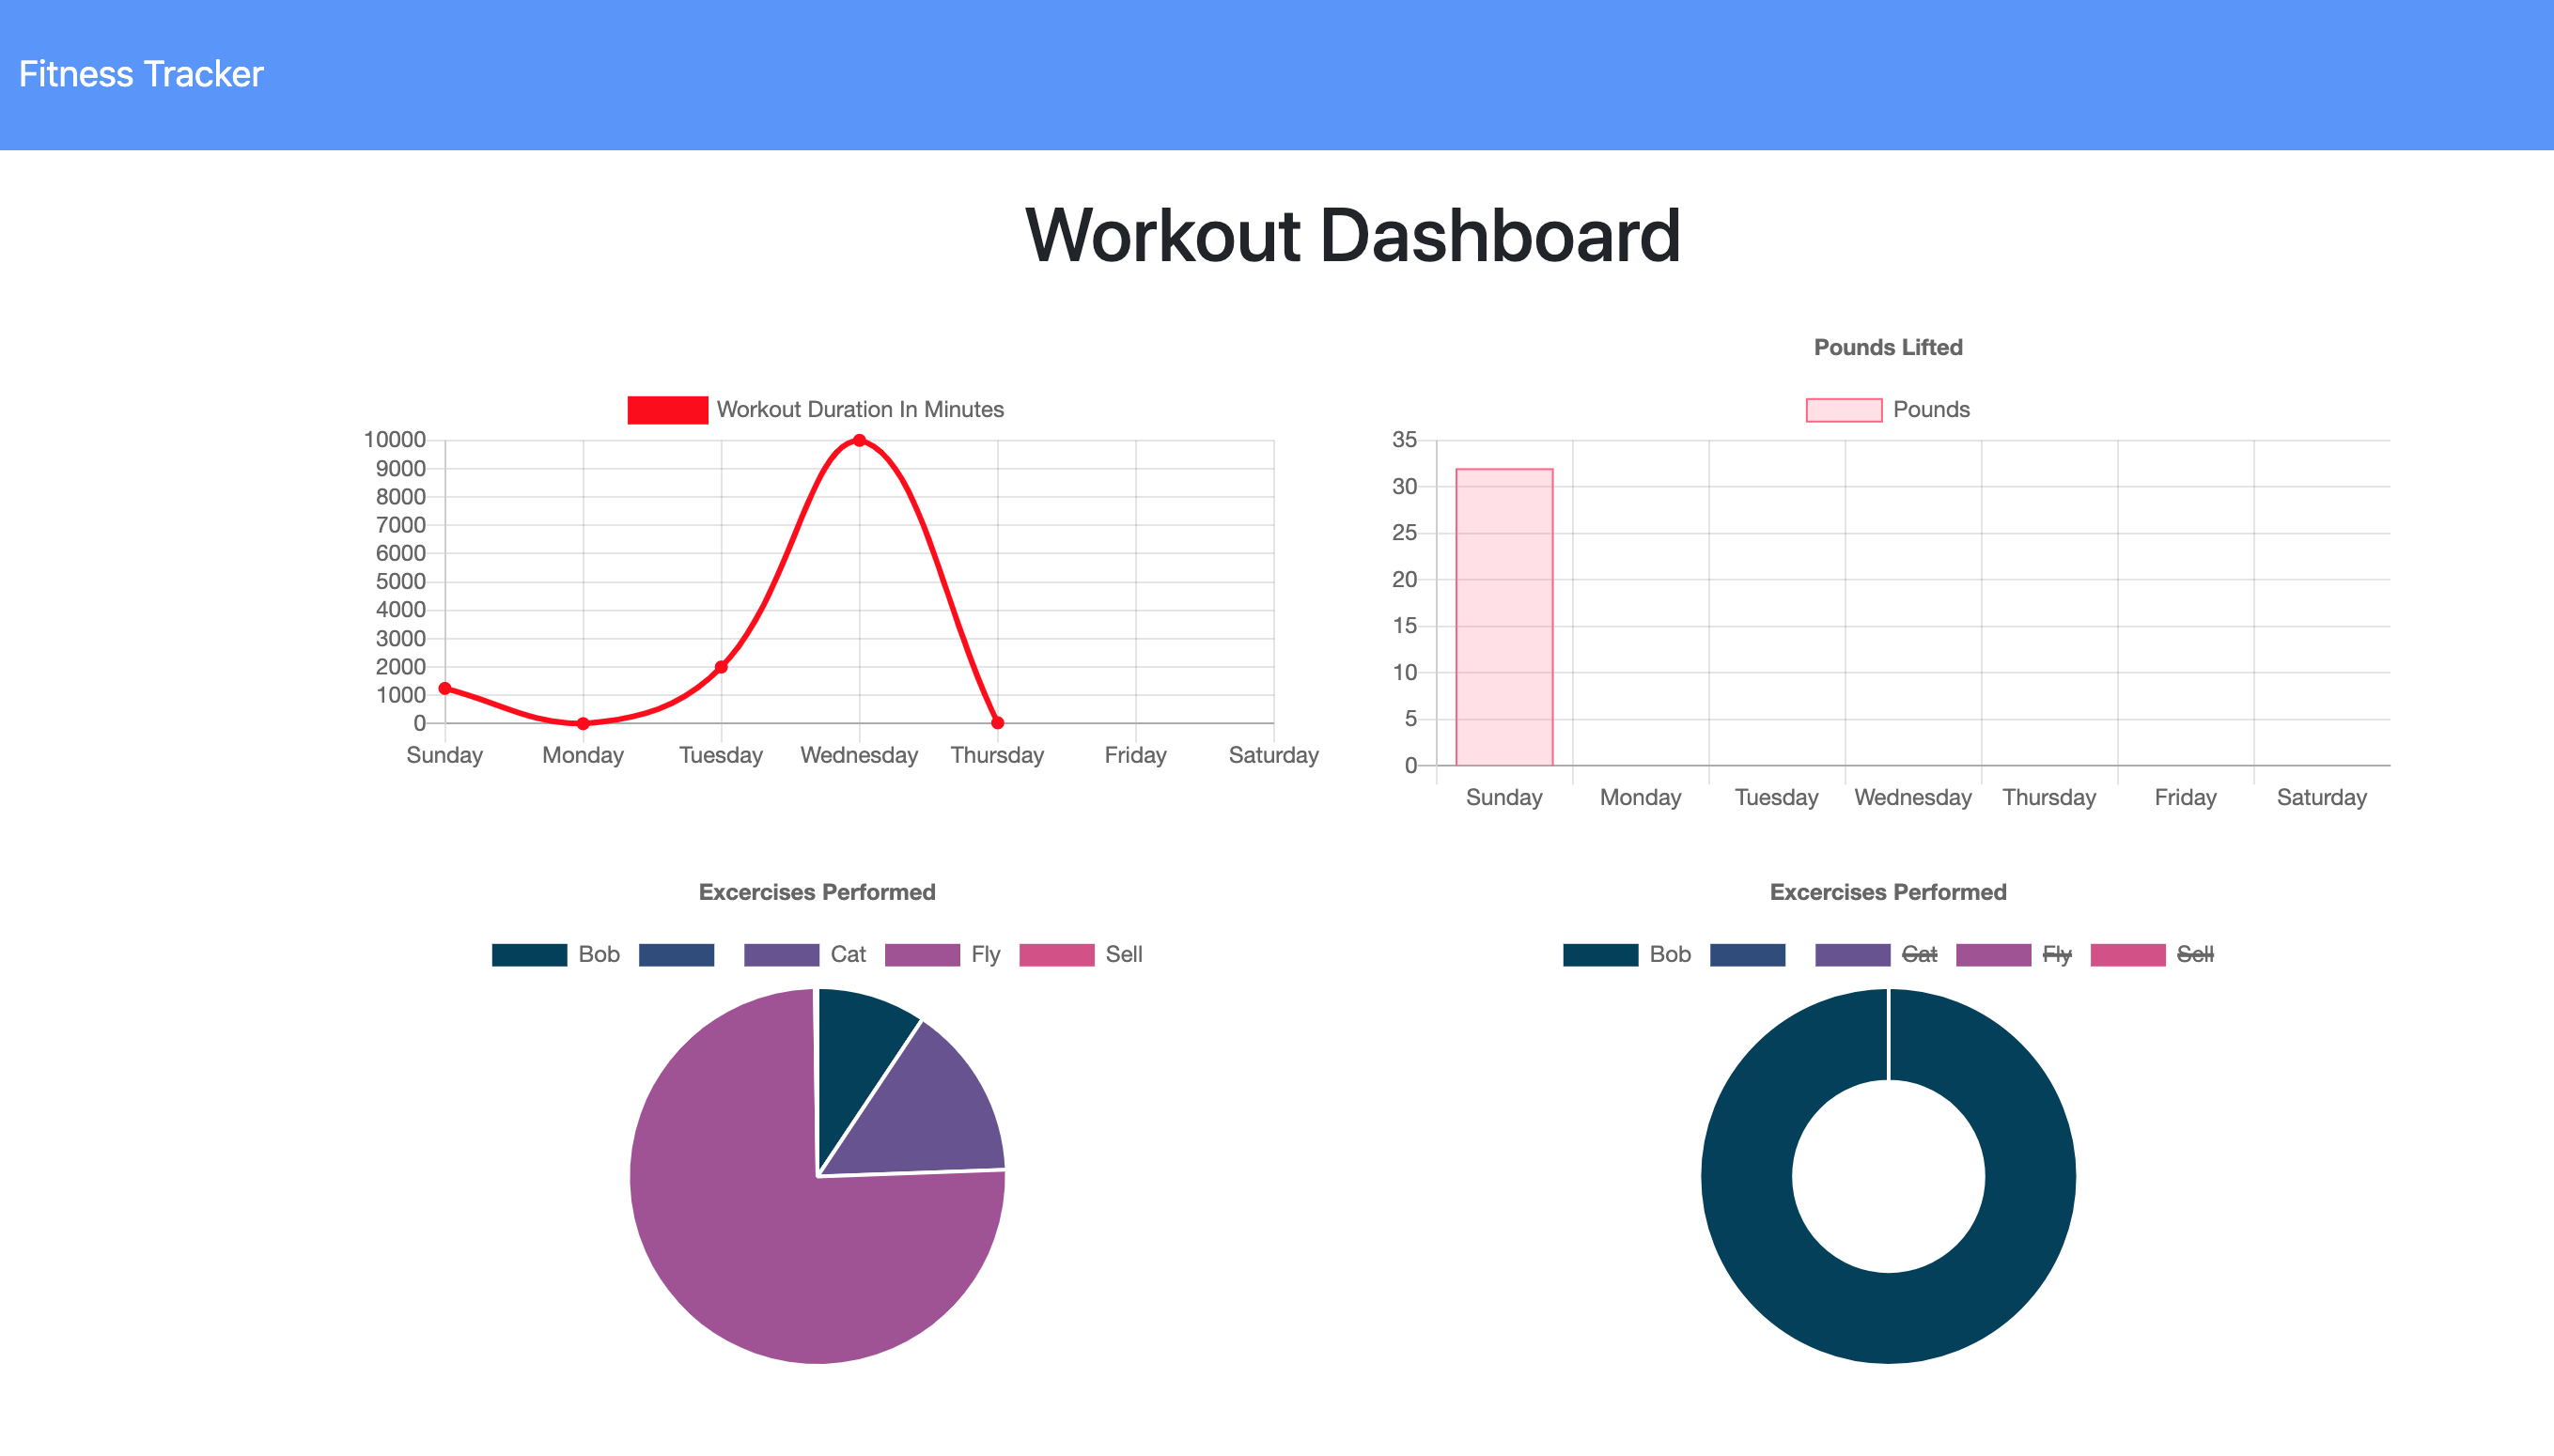 Fitness Tracker
Workout Dashboard
Workout Duration In Minutes
10000
9000
8000
7000
6000
5000
4000
3000
2000
1000
0
Sunday Monday Tuesday Wednesday Thursday Friday Saturday
Pounds Lifted
Pounds
35
30
25
20
15
10
5
0
Sunday Monday Tuesday Wednesday Thursday Friday Saturday
Excercises Performed
Bob Cat Fly Sell
Excercises Performed
Bob Cat Fly Sell